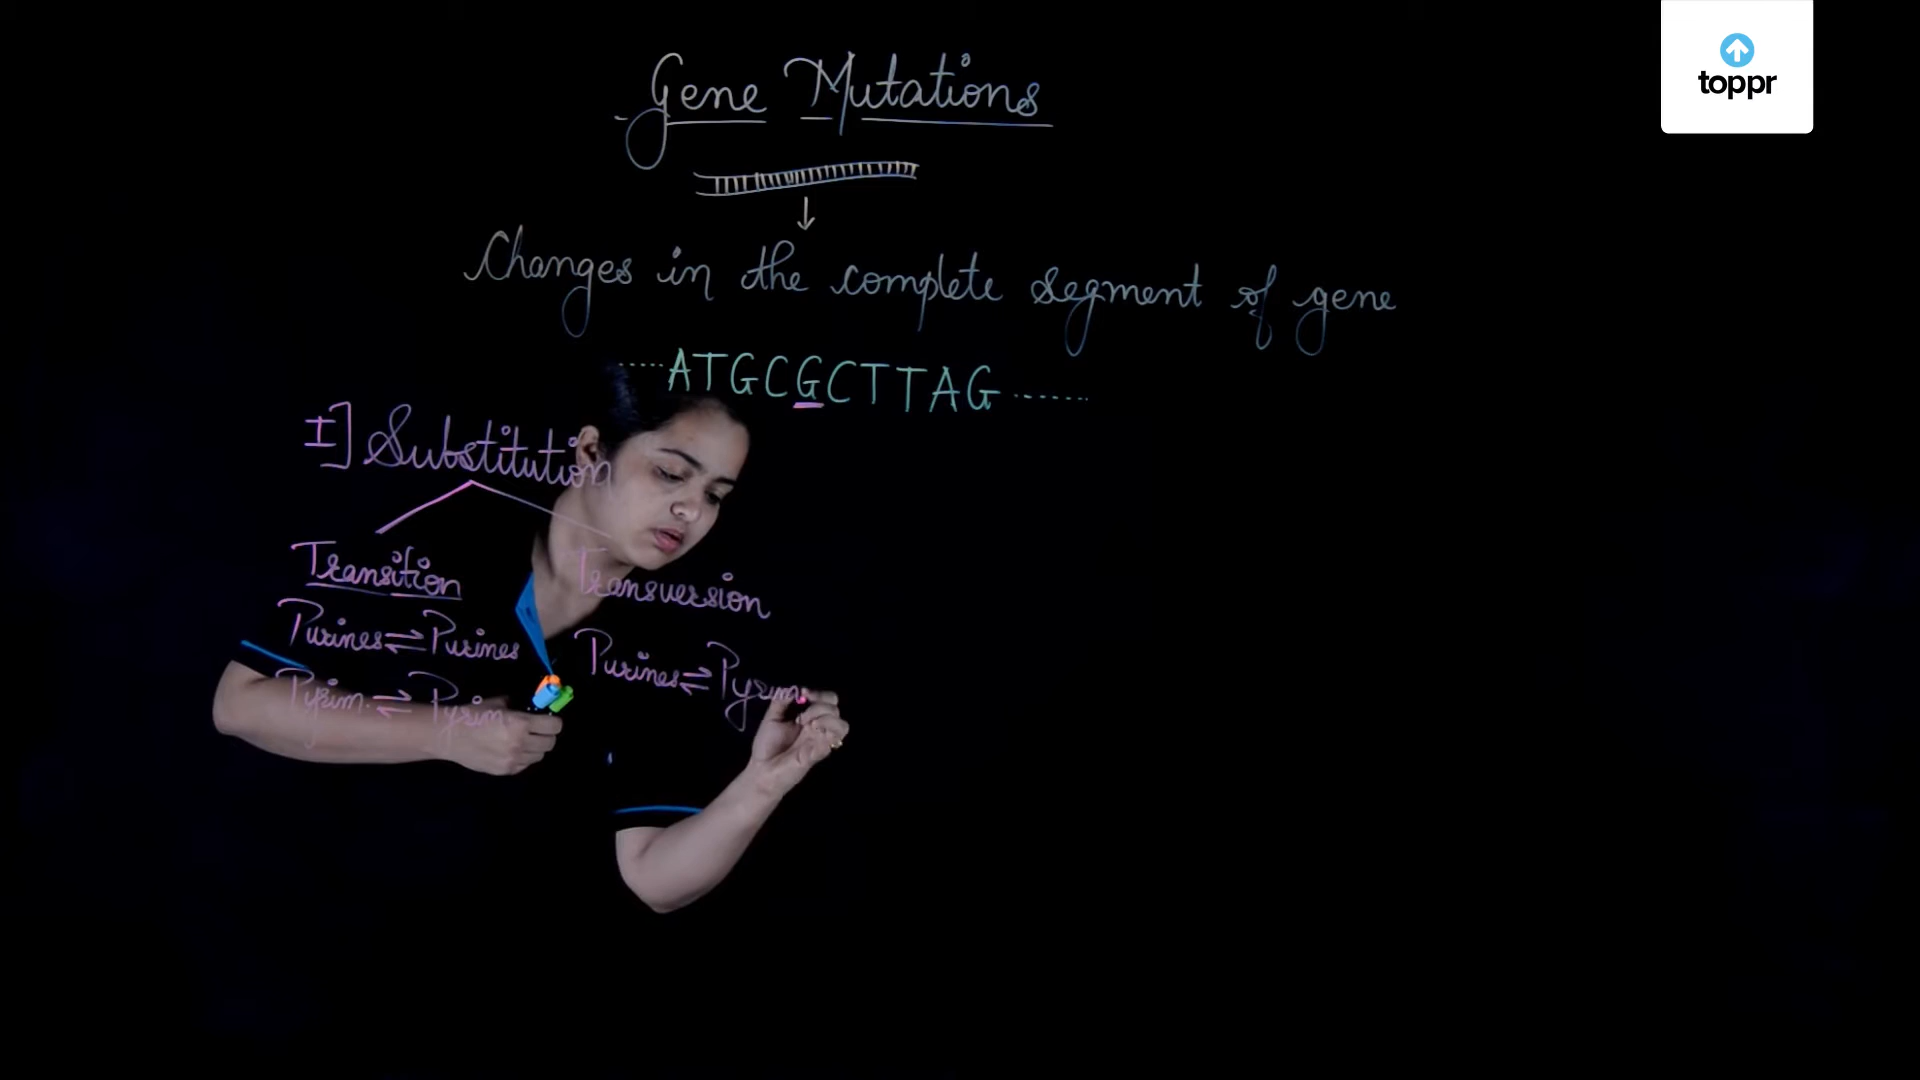 toppr
Gene Mutations
Changes in the complete segment of gene
.....ATGCGCTTAG......
I] Substitution
Transition
Transversion
Purines⇌Purines
Purines⇌Pyrim.
Pyrim. ⇌ Pyrim.